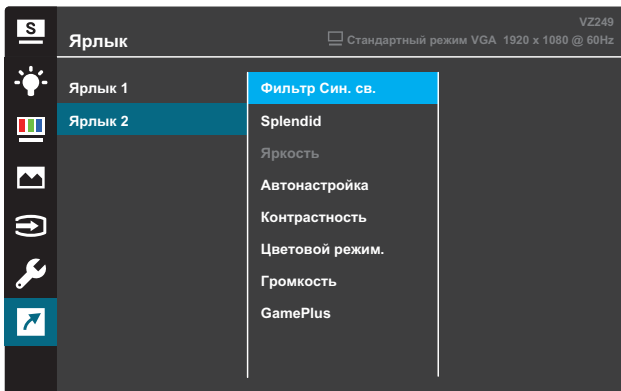 S
VZ249
Ярлык
Стандартный режим VGA 1920 x 1080 @ 60Hz
Ярлык 1
Ярлык 2
Фильтр Син. св.
Splendid
Яркость
Автонастройка
Контрастность
Цветовой режим.
Громкость
GamePlus